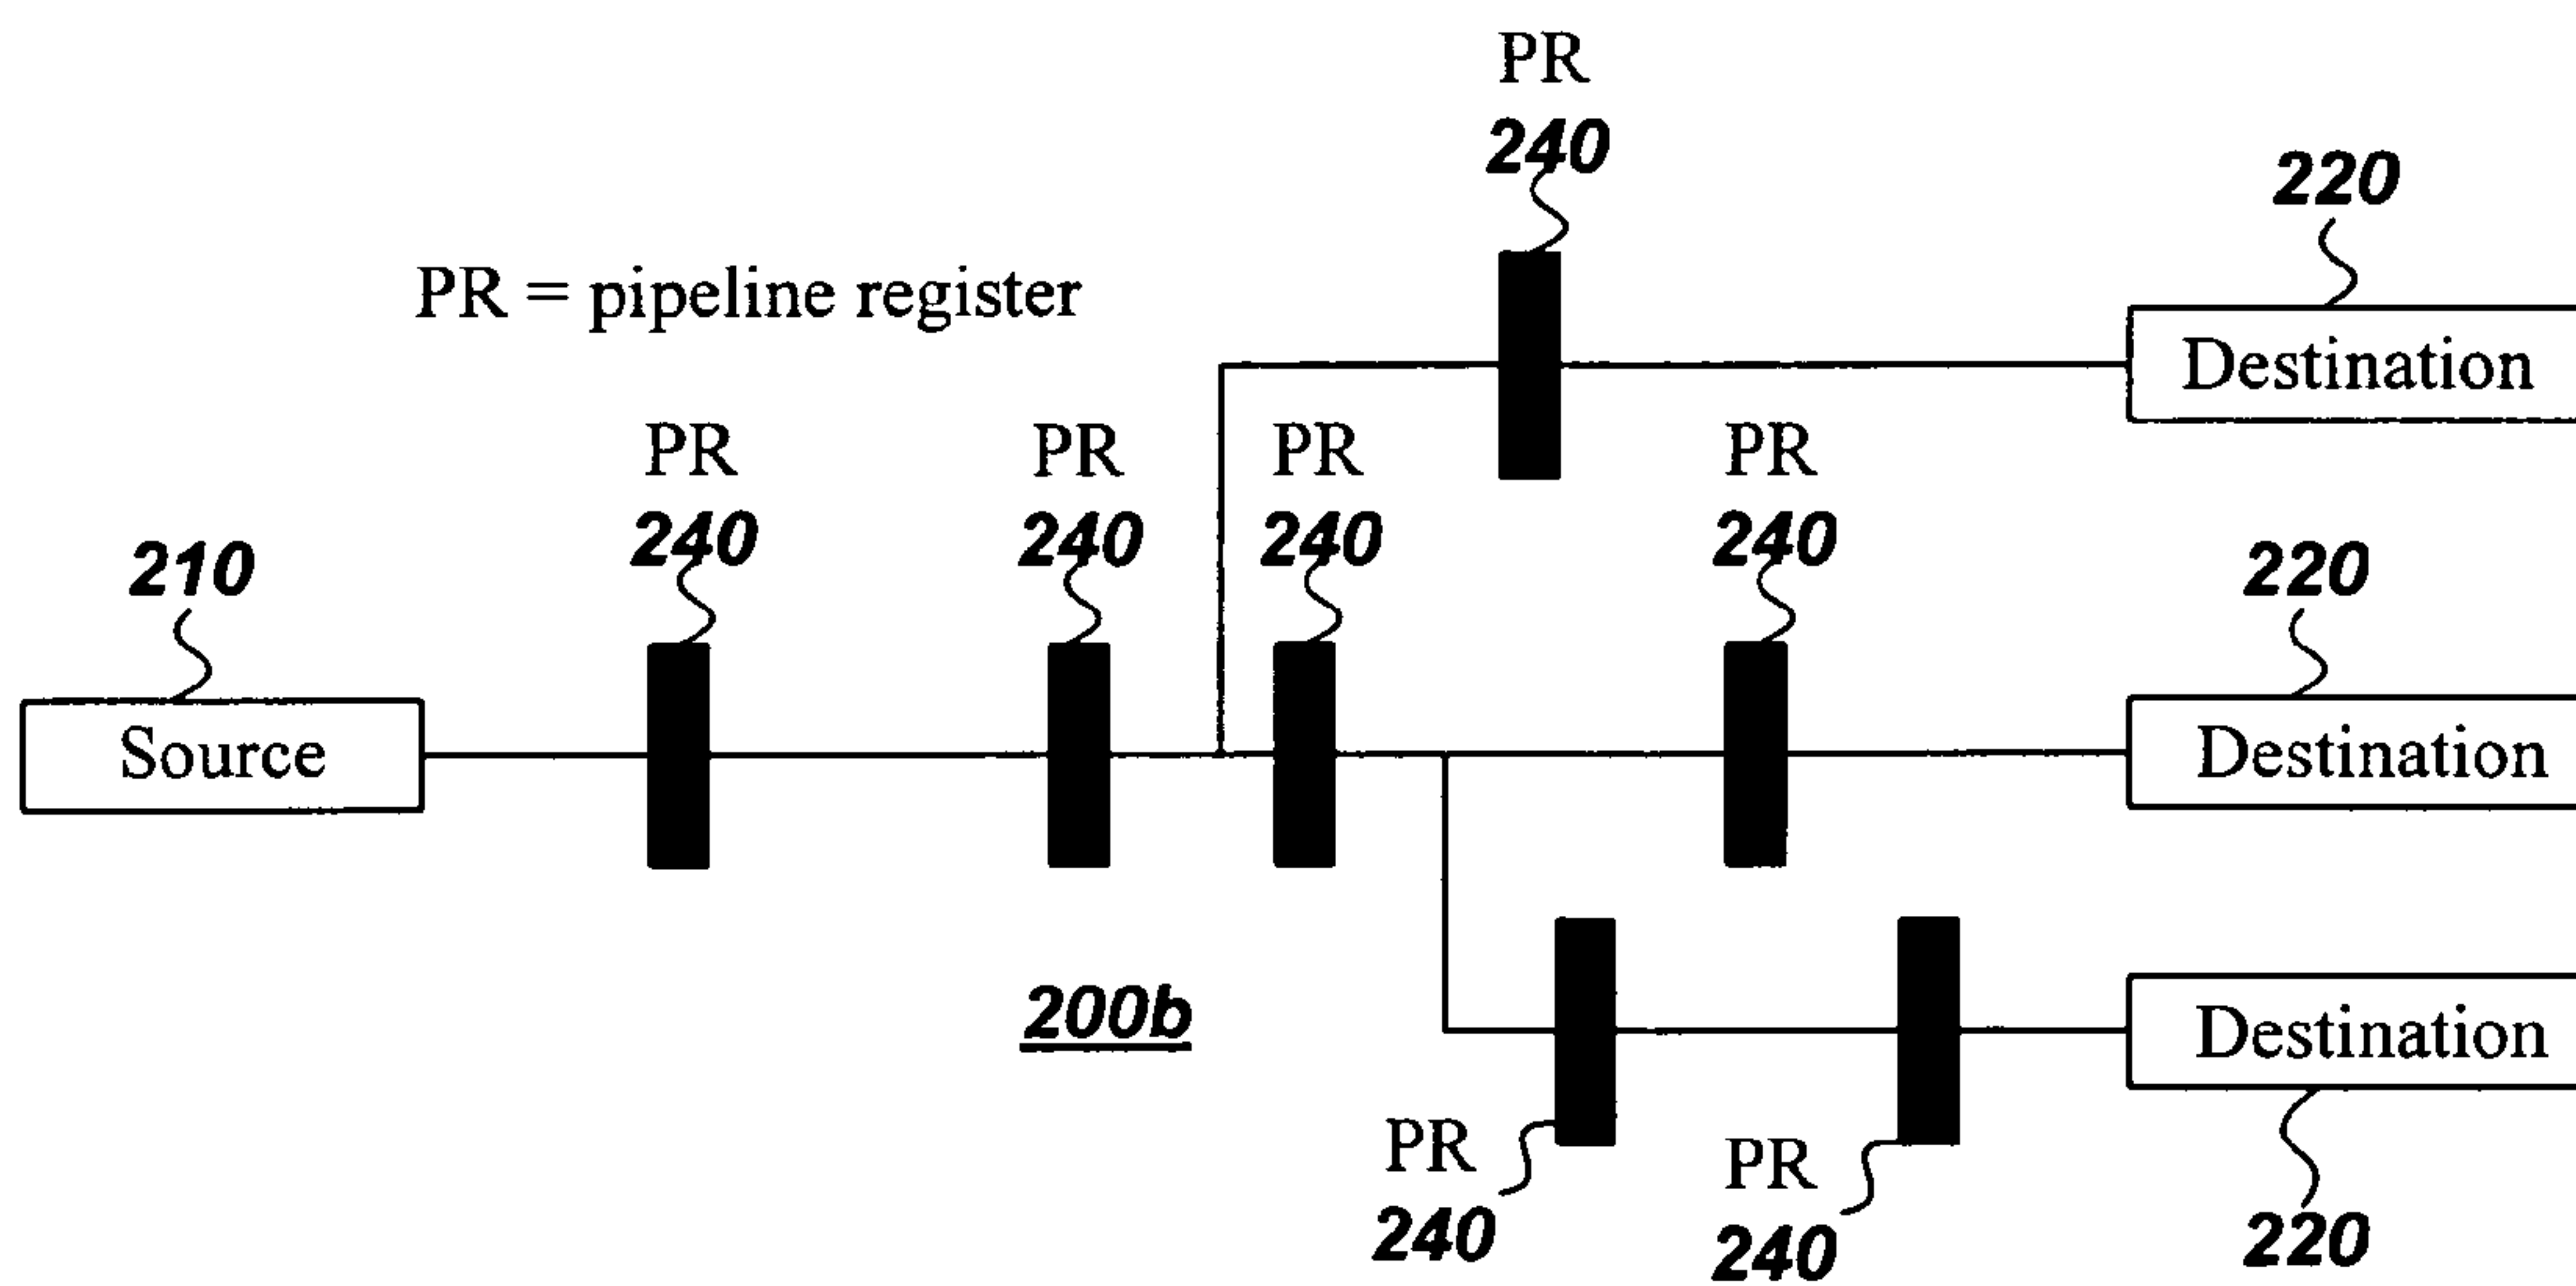 PR
240
220
PR = pipeline register
Destination
PR
240
PR
240
PR
240
PR
240
210
220
Source
Destination
200b
Destination
PR
240
PR
240
220